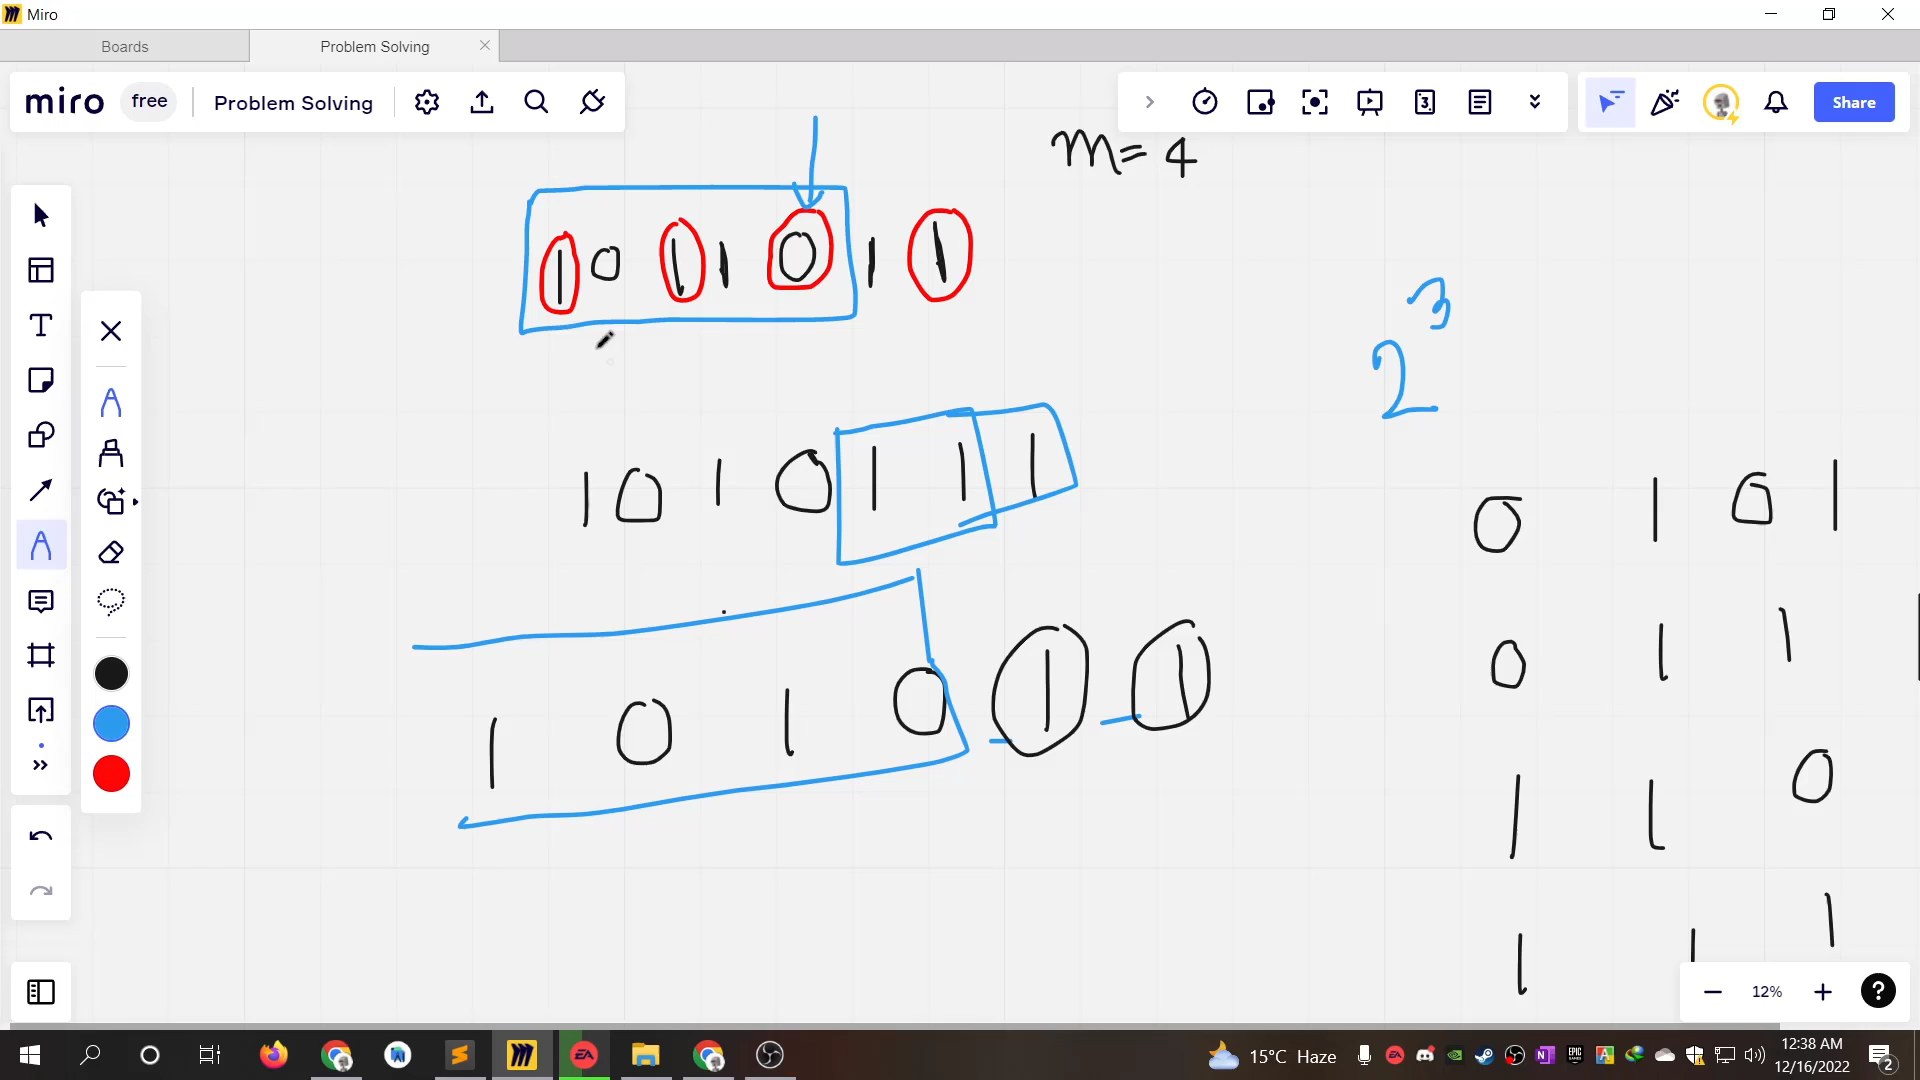 Miro
Boards
Problem Solving
miro
free
Problem Solving
3
Share
m = 4
1 0 1 1 0 1 1
2³
1 0 1 0 1 1 1
0 1 0 1
0 1 1
1 0 1 0 1 1
1 1 0
1 1 1
12%
?
EA
15°C Haze
12:38 AM
12/16/2022
2